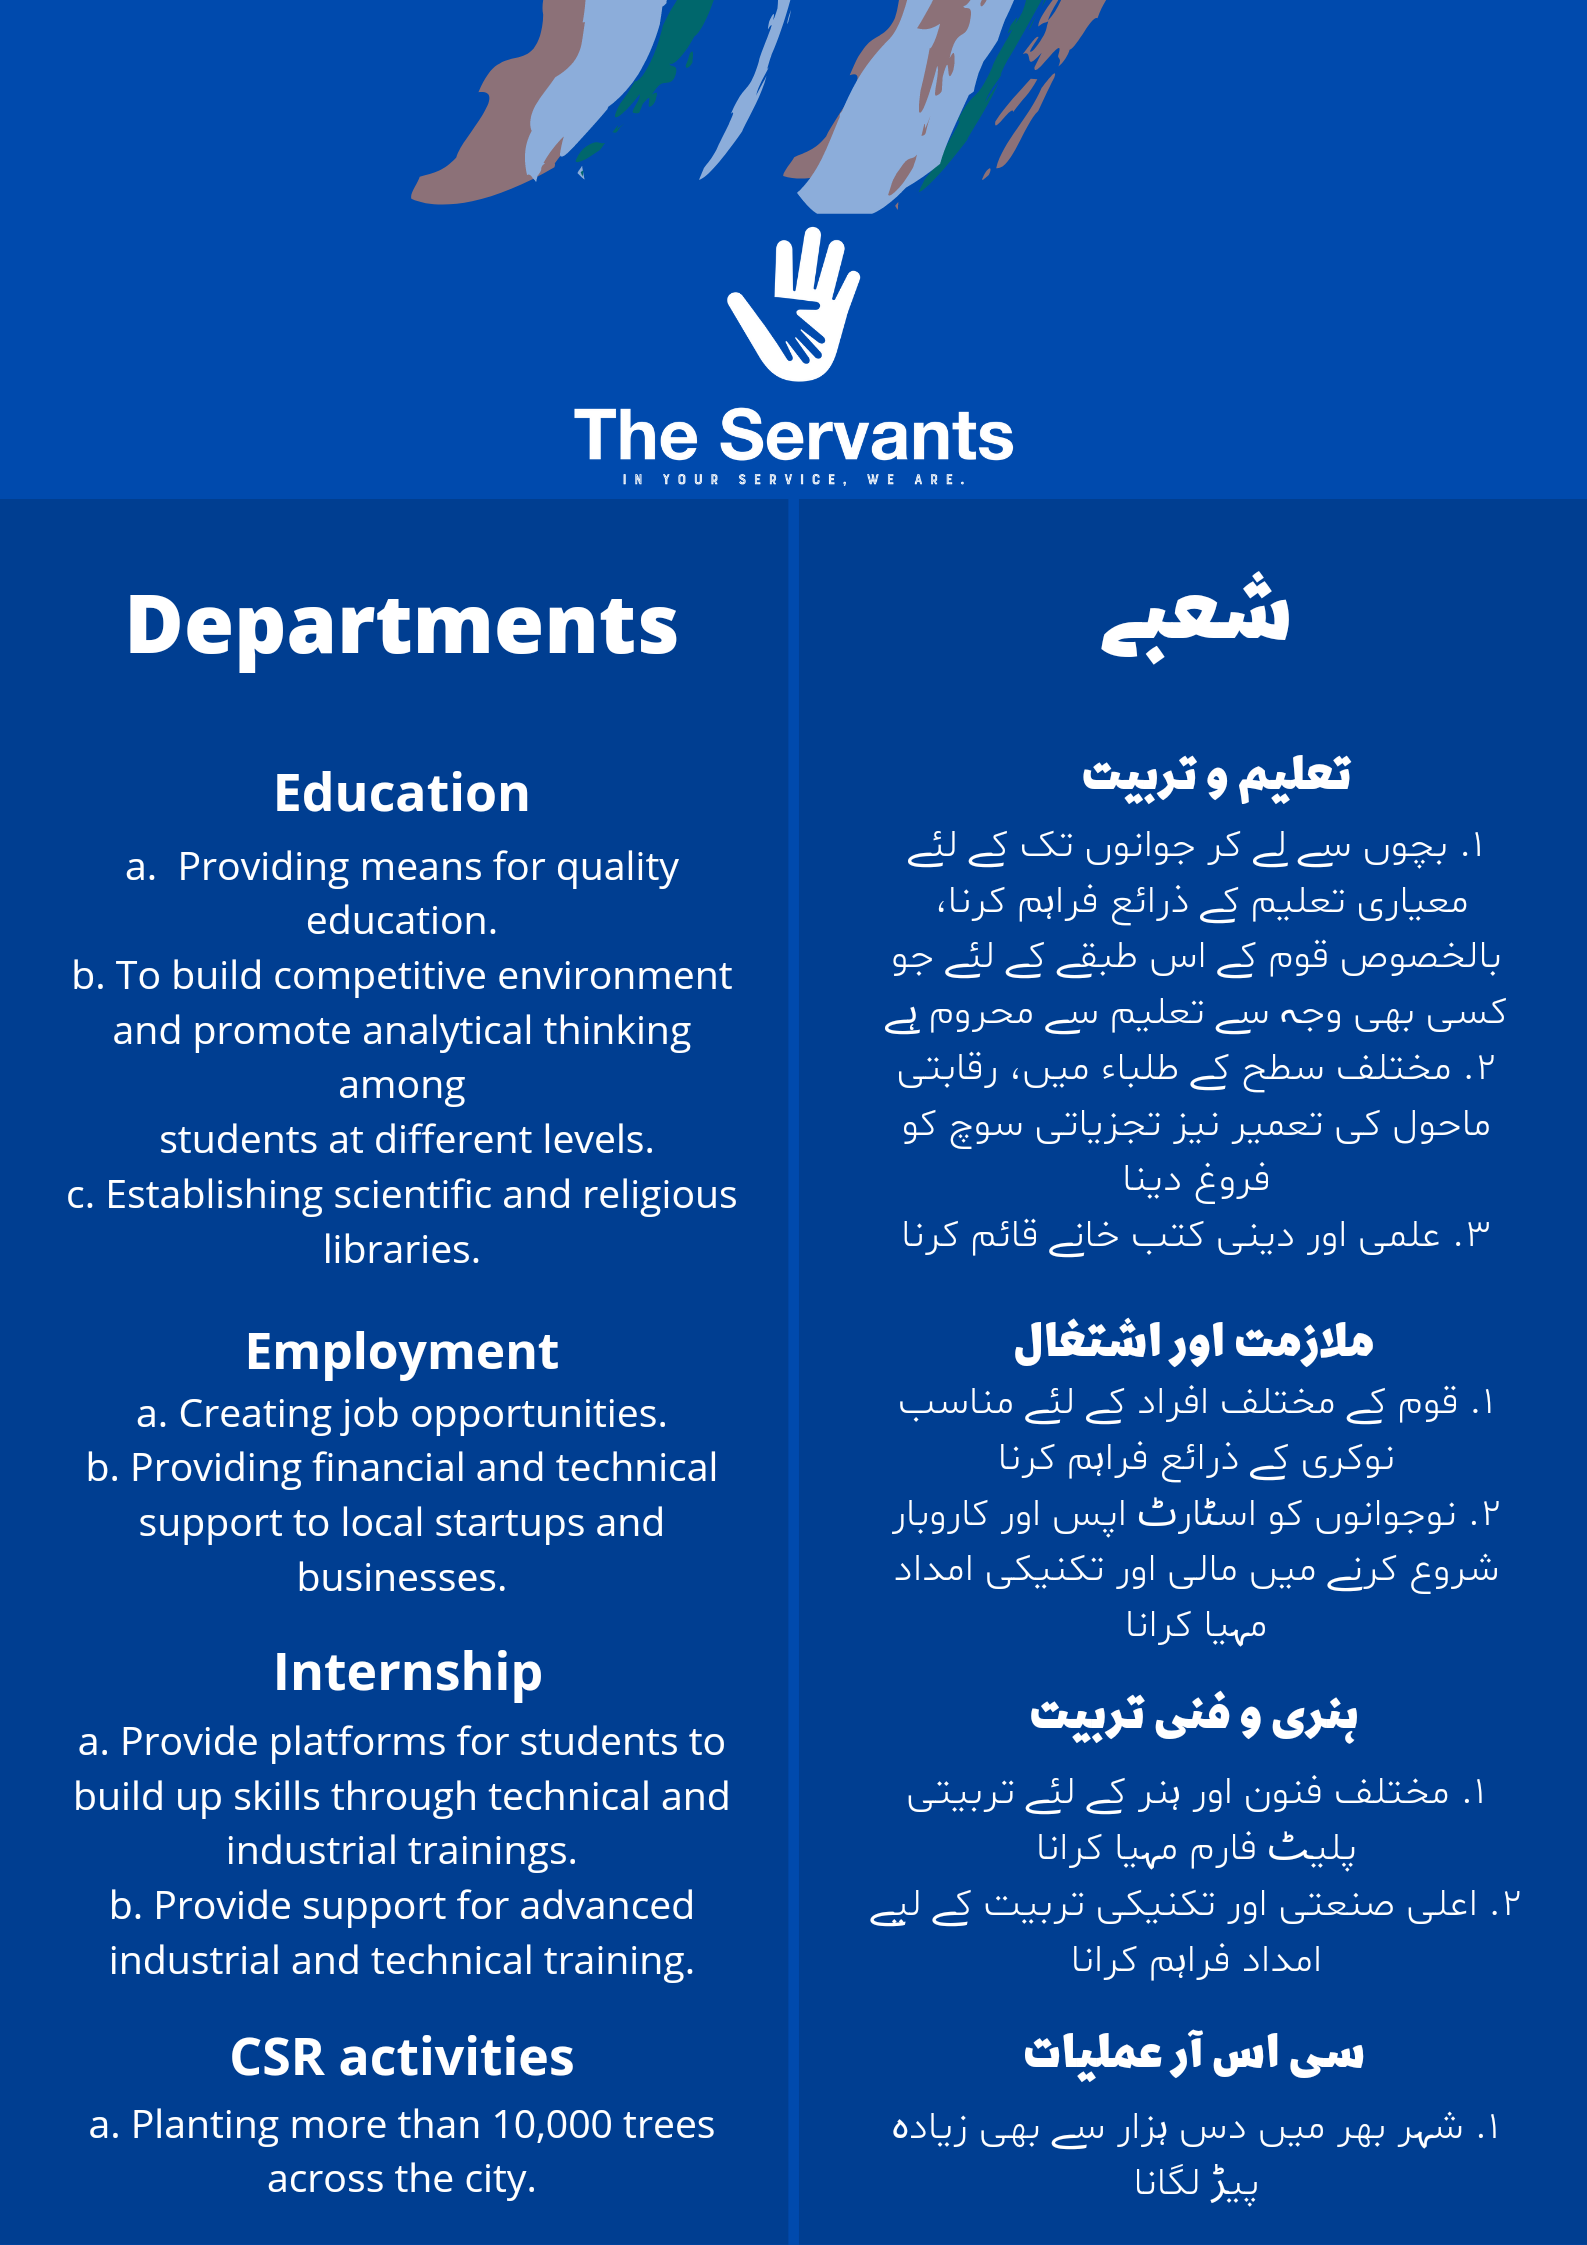 The Servants
IN YOUR SERVICE, WE ARE.
Departments
Education
a.  Providing means for quality
education.
b. To build competitive environment
and promote analytical thinking
among
students at different levels.
c. Establishing scientific and religious
libraries.
Employment
a. Creating job opportunities.
b. Providing financial and technical
support to local startups and
businesses.
Internship
a. Provide platforms for students to
build up skills through technical and
industrial trainings.
b. Provide support for advanced
industrial and technical training.
CSR activities
a. Planting more than 10,000 trees
across the city.
شعبے
تعلیم و تربیت
۱. بچوں سے لے کر جوانوں تک کے لئے
معیاری تعلیم کے ذرائع فراہم کرنا،
بالخصوص قوم کے اس طبقے کے لئے جو
کسی بھی وجہ سے تعلیم سے محروم ہے
۲. مختلف سطح کے طلباء میں، رقابتی
ماحول کی تعمیر نیز تجزیاتی سوچ کو
فروغ دینا
۳. علمی اور دینی کتب خانے قائم کرنا
ملازمت اور اشتغال
۱. قوم کے مختلف افراد کے لئے مناسب
نوکری کے ذرائع فراہم کرنا
۲. نوجوانوں کو اسٹارٹ اپس اور کاروبار
شروع کرنے میں مالی اور تکنیکی امداد
مہیا کرانا
ہنری و فنی تربیت
۱. مختلف فنون اور ہنر کے لئے تربیتی
پلیٹ فارم مہیا کرانا
۲. اعلی صنعتی اور تکنیکی تربیت کے لیے
امداد فراہم کرانا
سی اس آر عملیات
۱. شہر بھر میں دس ہزار سے بھی زیادہ
پیڑ لگانا